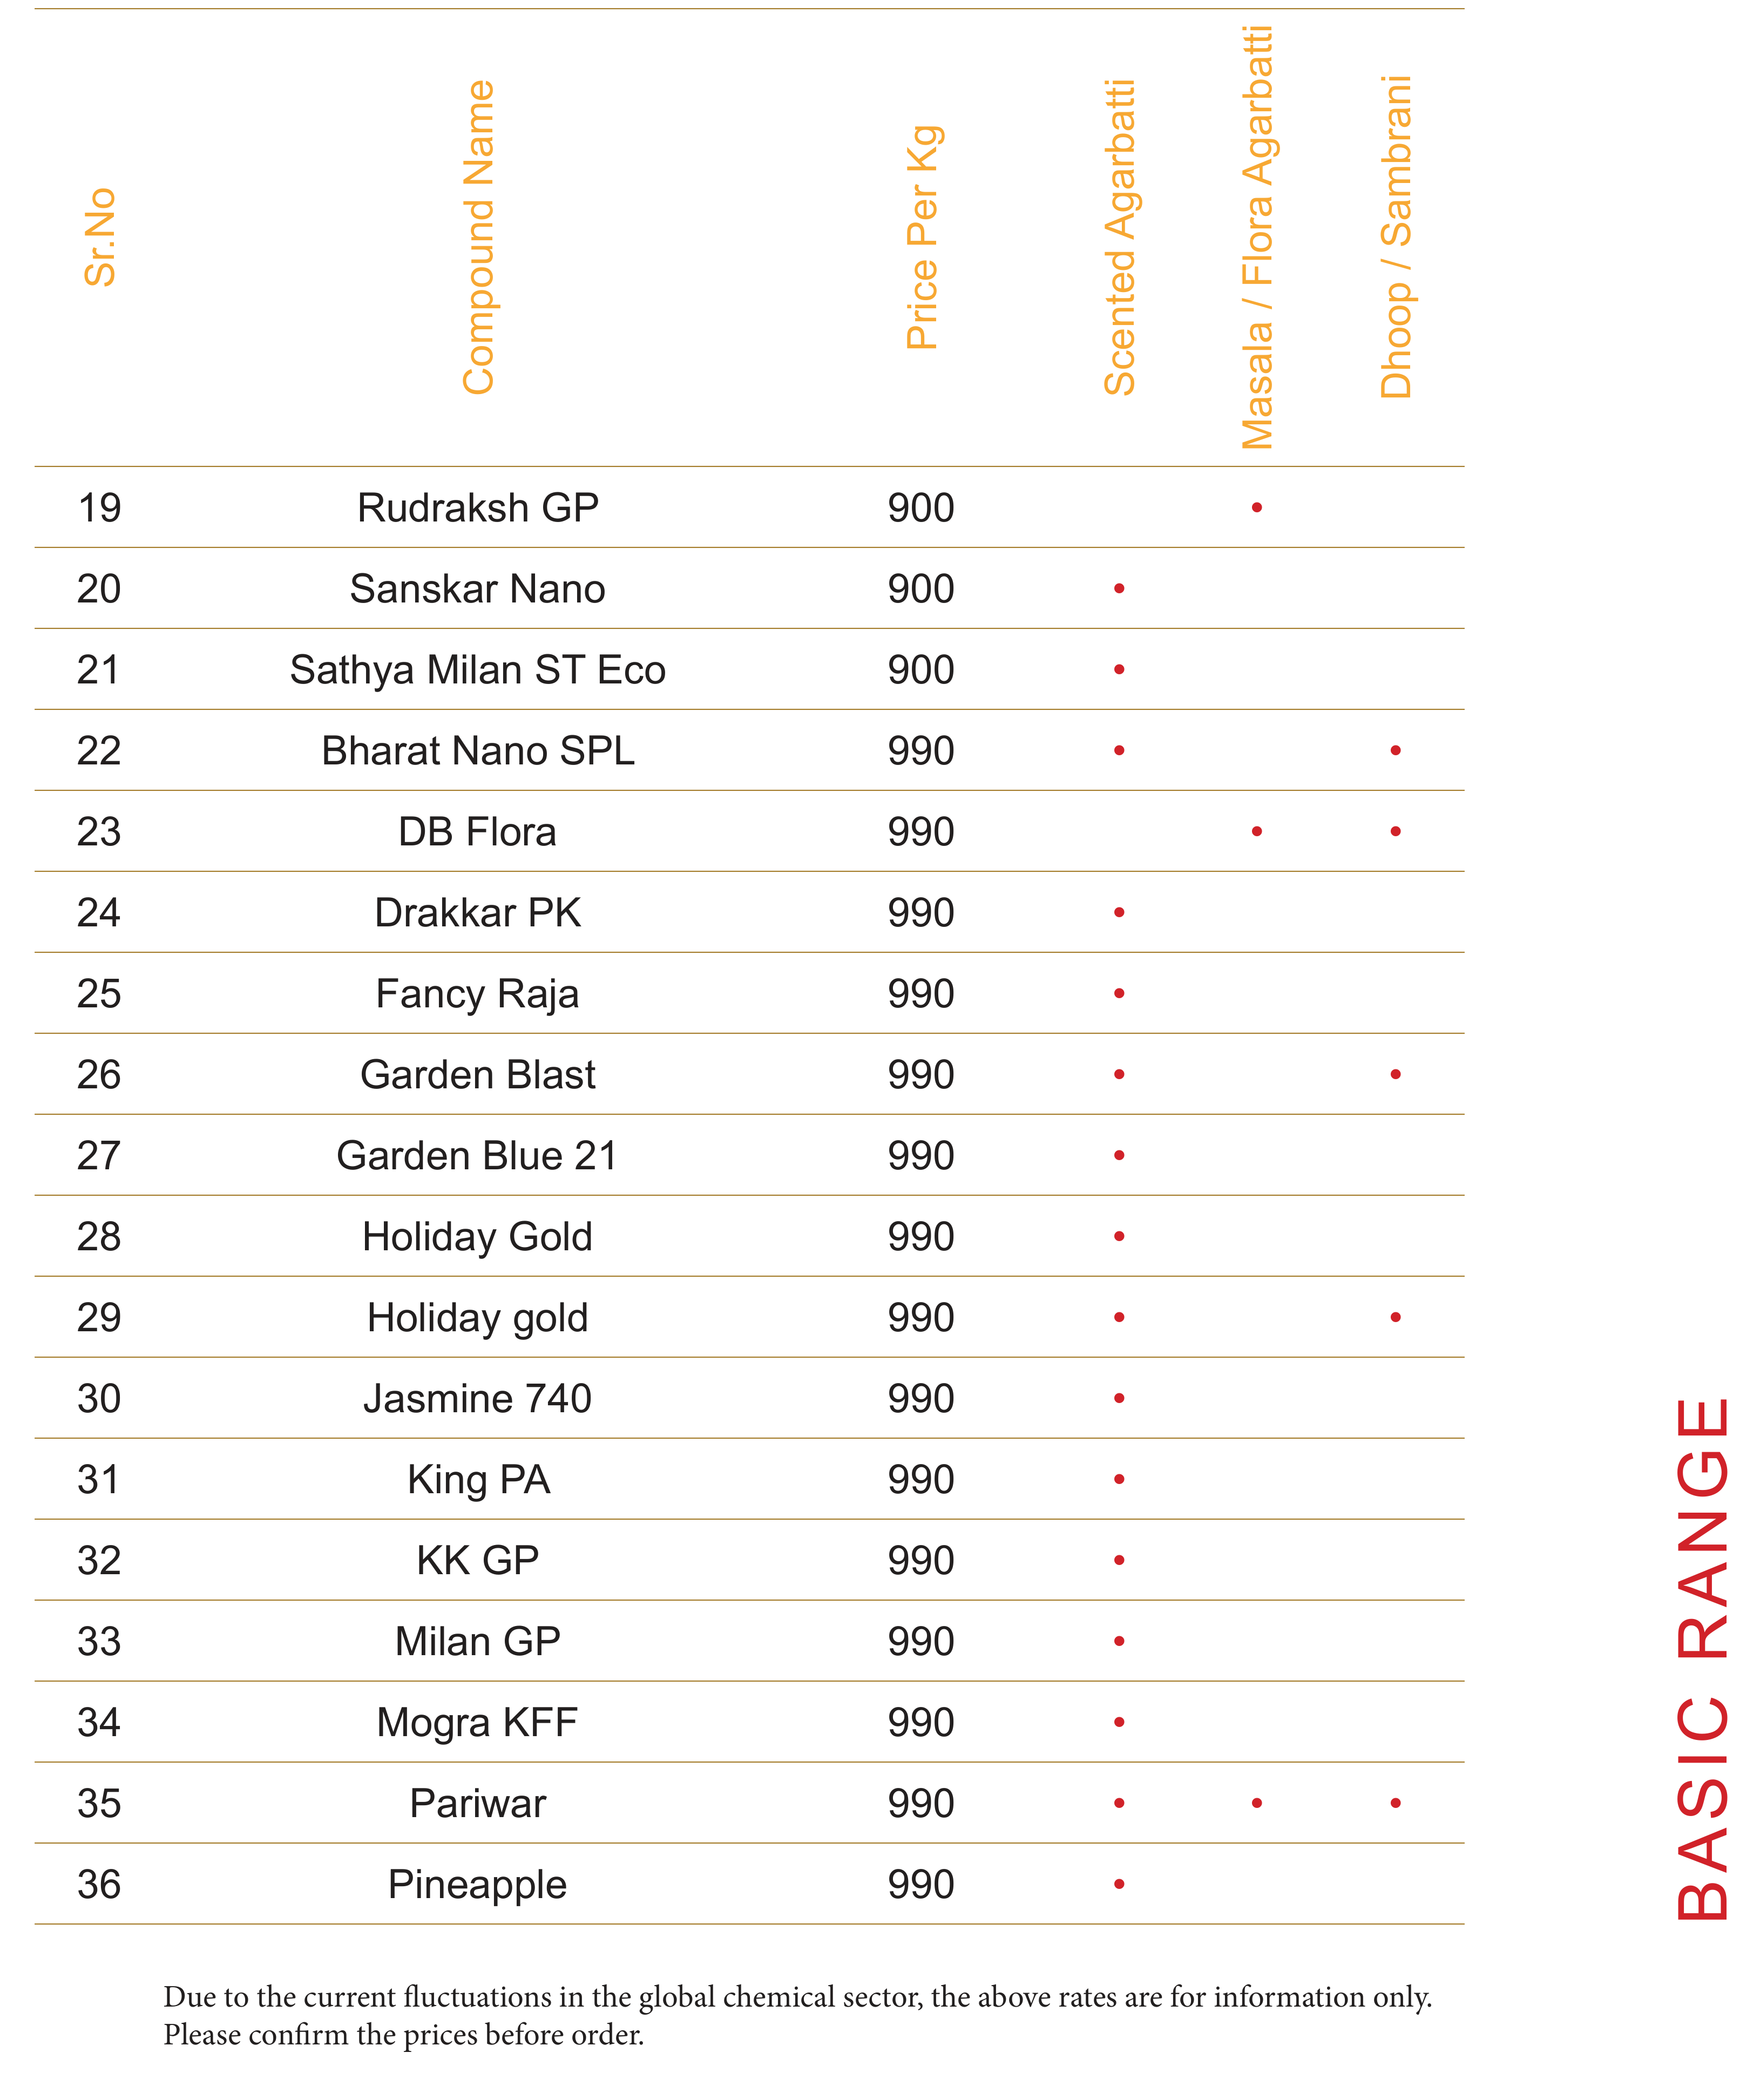 Sr.No Compound Name Price Per Kg Scented Agarbatti Masala / Flora Agarbatti Dhoop / Sambrani
19 Rudraksh GP 900 •
20 Sanskar Nano 900 •
21 Sathya Milan ST Eco 900 •
22 Bharat Nano SPL 990 • •
23 DB Flora 990 • •
24 Drakkar PK 990 •
25 Fancy Raja 990 •
26 Garden Blast 990 • •
27 Garden Blue 21 990 •
28 Holiday Gold 990 •
29 Holiday gold 990 • •
30 Jasmine 740 990 •
31 King PA 990 •
32 KK GP 990 •
33 Milan GP 990 •
34 Mogra KFF 990 •
35 Pariwar 990 • • •
36 Pineapple 990 •
BASIC RANGE
Due to the current fluctuations in the global chemical sector, the above rates are for information only.
Please confirm the prices before order.